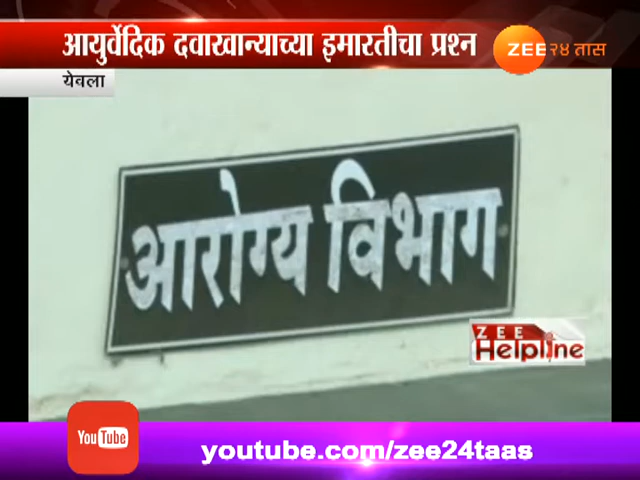 आयुर्वेदिक दवाखान्याच्या इमारतीचा प्रश्न
ZEE २४ तास
येवला
आरोग्य विभाग
ZEE
Helpline
YouTube
youtube.com/zee24taas